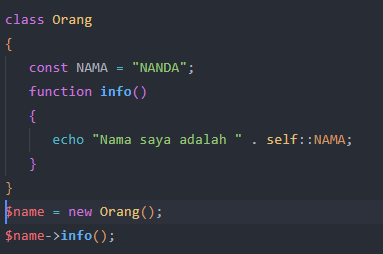 class Orang
{
const NAMA = "NANDA";
function info()
{
echo "Nama saya adalah " . self::NAMA;
}
}
$name = new Orang();
$name->info();